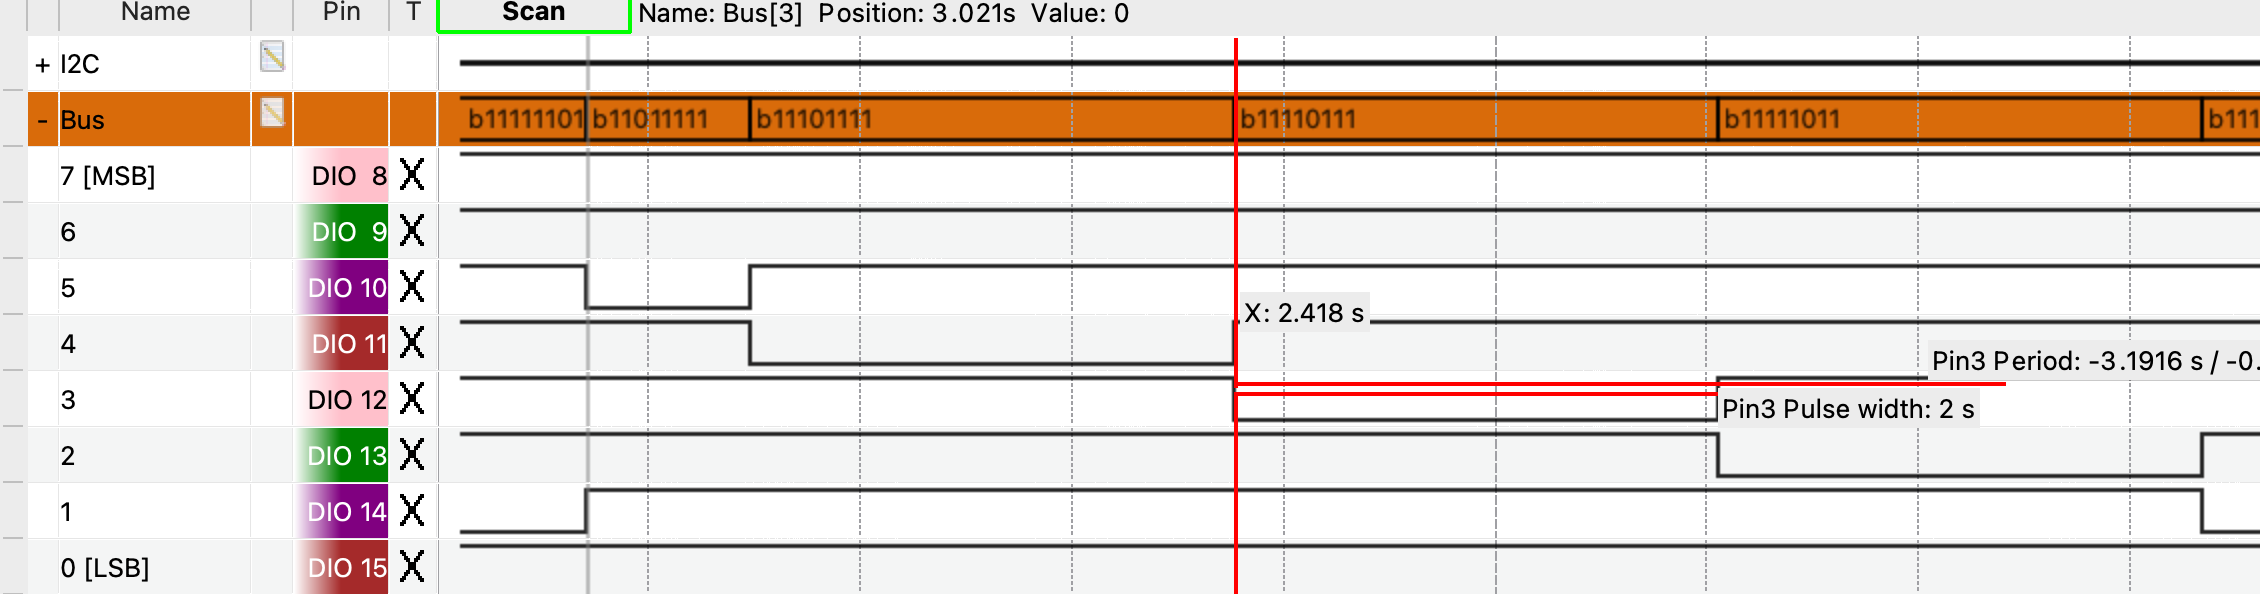 Name Pin T Scan Name: Bus[3] Position: 3.021s Value: 0
+ I2C
- Bus b11111101 b11011111 b11101111 b11110111 b11111011 b111
7 [MSB] DIO 8 X
6 DIO 9 X
5 DIO 10 X
X: 2.418 s
4 DIO 11 X
Pin3 Period: -3.1916 s / -0.
3 DIO 12 X
Pin3 Pulse width: 2 s
2 DIO 13 X
1 DIO 14 X
0 [LSB] DIO 15 X